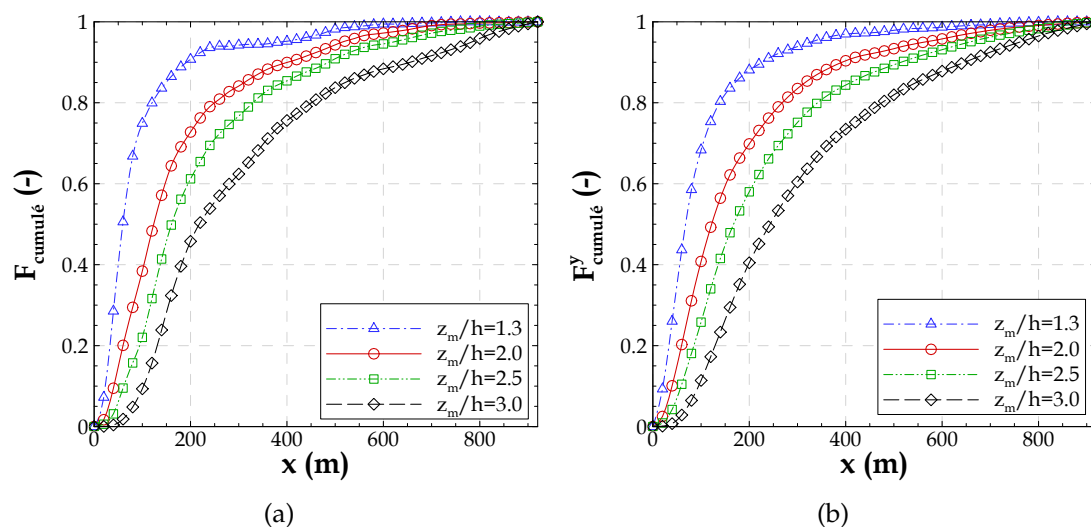 1
0.8
0.6
0.4
0.2
0
0 200 400 600 800
F_cumulé (-)
x (m)
z_m/h=1.3
z_m/h=2.0
z_m/h=2.5
z_m/h=3.0
(a)
1
0.8
0.6
0.4
0.2
0
0 200 400 600 800
F^y_cumulé (-)
x (m)
z_m/h=1.3
z_m/h=2.0
z_m/h=2.5
z_m/h=3.0
(b)